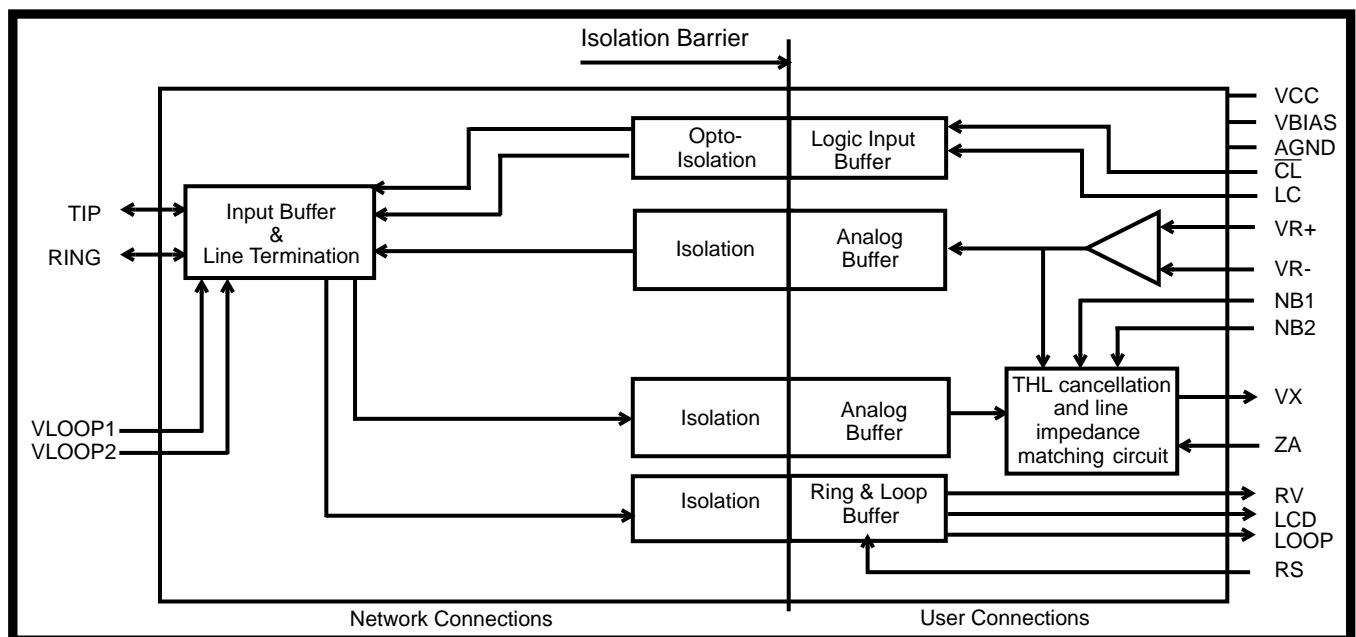 Isolation Barrier
VCC
VBIAS
AGND
CL
LC
Opto-
Isolation
Logic Input
Buffer
TIP
RING
Input Buffer
&
Line Termination
Isolation
Analog
Buffer
VR+
VR-
NB1
NB2
VLOOP1
VLOOP2
Isolation
Analog
Buffer
THL cancellation
and line
impedance
matching circuit
VX
ZA
Isolation
Ring & Loop
Buffer
RV
LCD
LOOP
RS
Network Connections
User Connections